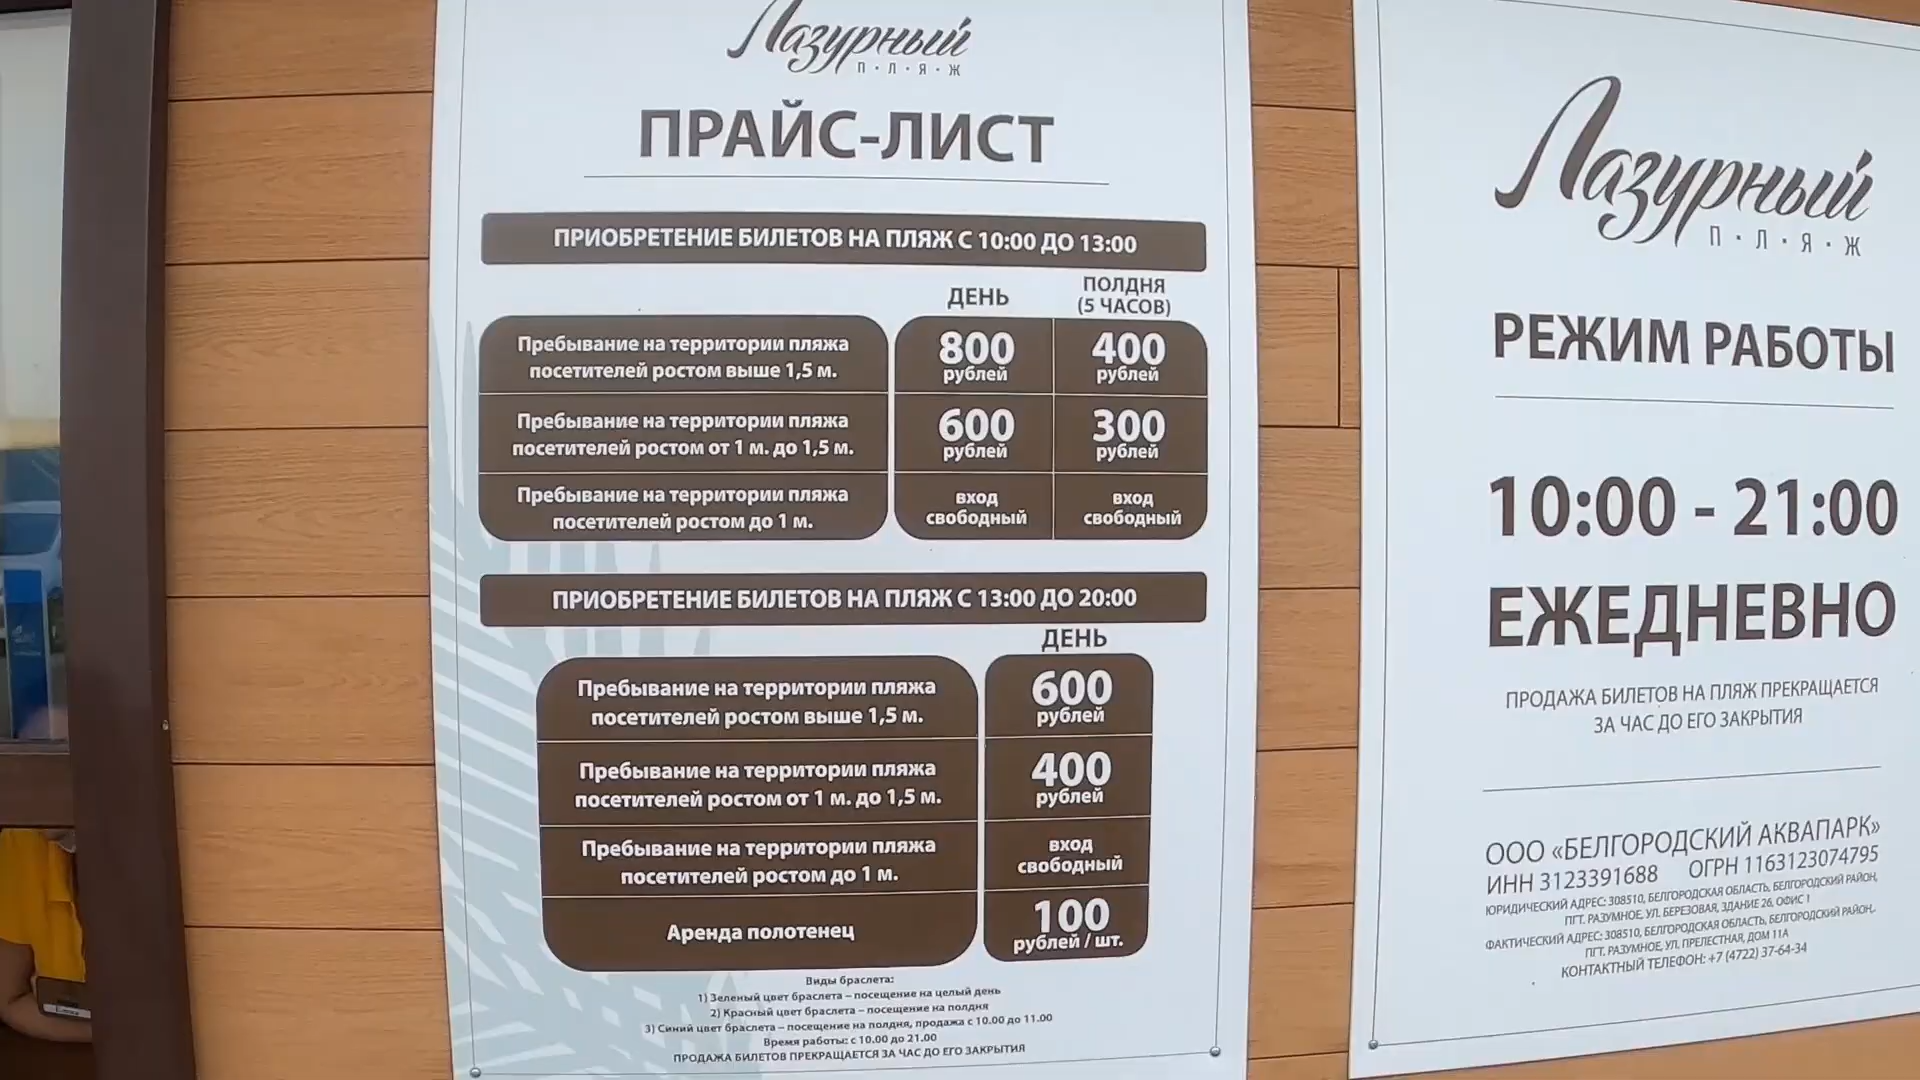 Лазурный
П·Л·Я·Ж
ПРАЙС-ЛИСТ
ПРИОБРЕТЕНИЕ БИЛЕТОВ НА ПЛЯЖ С 10:00 ДО 13:00
ДЕНЬ
ПОЛДНЯ
(5 ЧАСОВ)
Пребывание на территории пляжа
посетителей ростом выше 1,5 м.
800
рублей
400
рублей
Пребывание на территории пляжа
посетителей ростом от 1 м. до 1,5 м.
600
рублей
300
рублей
Пребывание на территории пляжа
посетителей ростом до 1 м.
вход
свободный
вход
свободный
ПРИОБРЕТЕНИЕ БИЛЕТОВ НА ПЛЯЖ С 13:00 ДО 20:00
ДЕНЬ
Пребывание на территории пляжа
посетителей ростом выше 1,5 м.
600
рублей
Пребывание на территории пляжа
посетителей ростом от 1 м. до 1,5 м.
400
рублей
Пребывание на территории пляжа
посетителей ростом до 1 м.
вход
свободный
Аренда полотенец
100
рублей / шт.
Виды браслета:
1) Зеленый цвет браслета – посещение на целый день
2) Красный цвет браслета – посещение на полдня
3) Синий цвет браслета – посещение на полдня, продажа с 10.00 до 11.00
Время работы: с 10.00 до 21.00
ПРОДАЖА БИЛЕТОВ ПРЕКРАЩАЕТСЯ ЗА ЧАС ДО ЕГО ЗАКРЫТИЯ
Лазурный
П·Л·Я·Ж
РЕЖИМ РАБОТЫ
10:00 - 21:00
ЕЖЕДНЕВНО
ПРОДАЖА БИЛЕТОВ НА ПЛЯЖ ПРЕКРАЩАЕТСЯ
ЗА ЧАС ДО ЕГО ЗАКРЫТИЯ
ООО «БЕЛГОРОДСКИЙ АКВАПАРК»
ИНН 3123391688 ОГРН 1163123074795
ЮРИДИЧЕСКИЙ АДРЕС: 308510, БЕЛГОРОДСКАЯ ОБЛАСТЬ, БЕЛГОРОДСКИЙ РАЙОН,
ПГТ. РАЗУМНОЕ, УЛ. БЕРЕЗОВАЯ, ЗДАНИЕ 26, ОФИС 1
ФАКТИЧЕСКИЙ АДРЕС: 308510, БЕЛГОРОДСКАЯ ОБЛАСТЬ, БЕЛГОРОДСКИЙ РАЙОН,
ПГТ. РАЗУМНОЕ, УЛ. ПРЕЛЕСТНАЯ, ДОМ 11А
КОНТАКТНЫЙ ТЕЛЕФОН: +7 (4722) 37-64-34